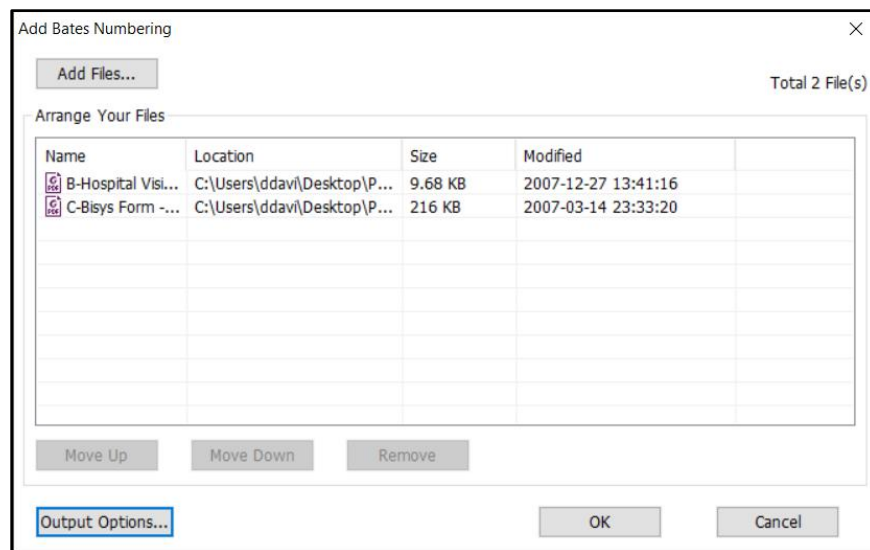 Add Bates Numbering
Add Files...
Total 2 File(s)
Arrange Your Files
Name Location Size Modified
B-Hospital Visi... C:\Users\ddavi\Desktop\P... 9.68 KB 2007-12-27 13:41:16
C-Bisys Form -... C:\Users\ddavi\Desktop\P... 216 KB 2007-03-14 23:33:20
Move Up Move Down Remove
Output Options... OK Cancel